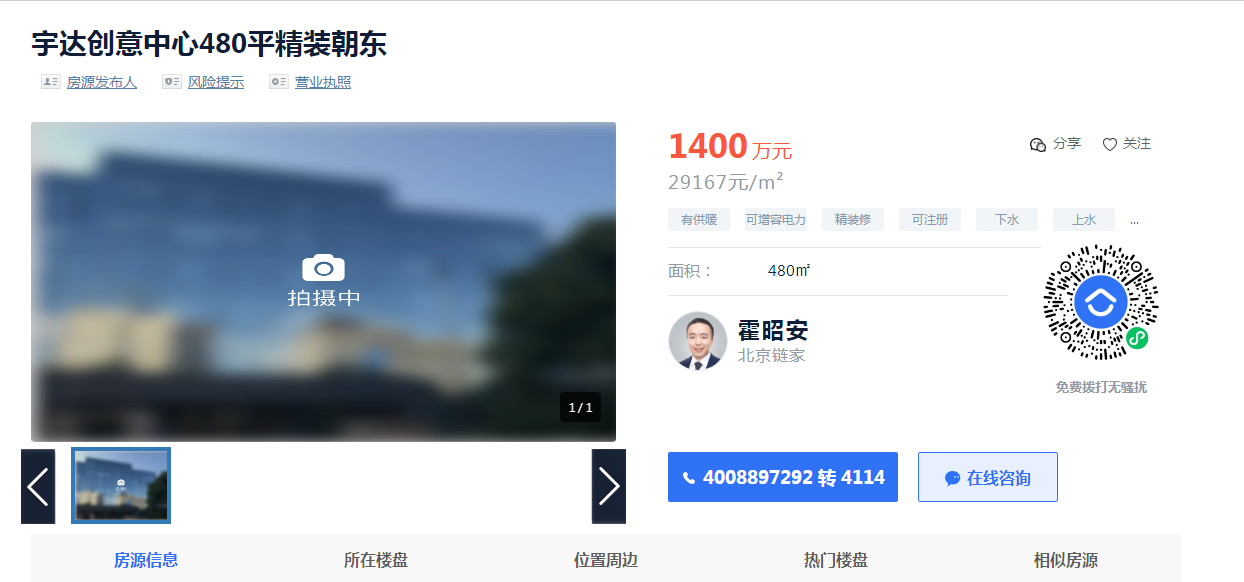 宇达创意中心480平精装朝东
房源发布人 风险提示 营业执照
拍摄中
1/1
1400万元
29167元/m²
分享 关注
有供暖 可增容电力 精装修 可注册 下水 上水 ...
面积： 480㎡
霍昭安
北京链家
免费拨打无骚扰
4008897292 转 4114
在线咨询
房源信息 所在楼盘 位置周边 热门楼盘 相似房源